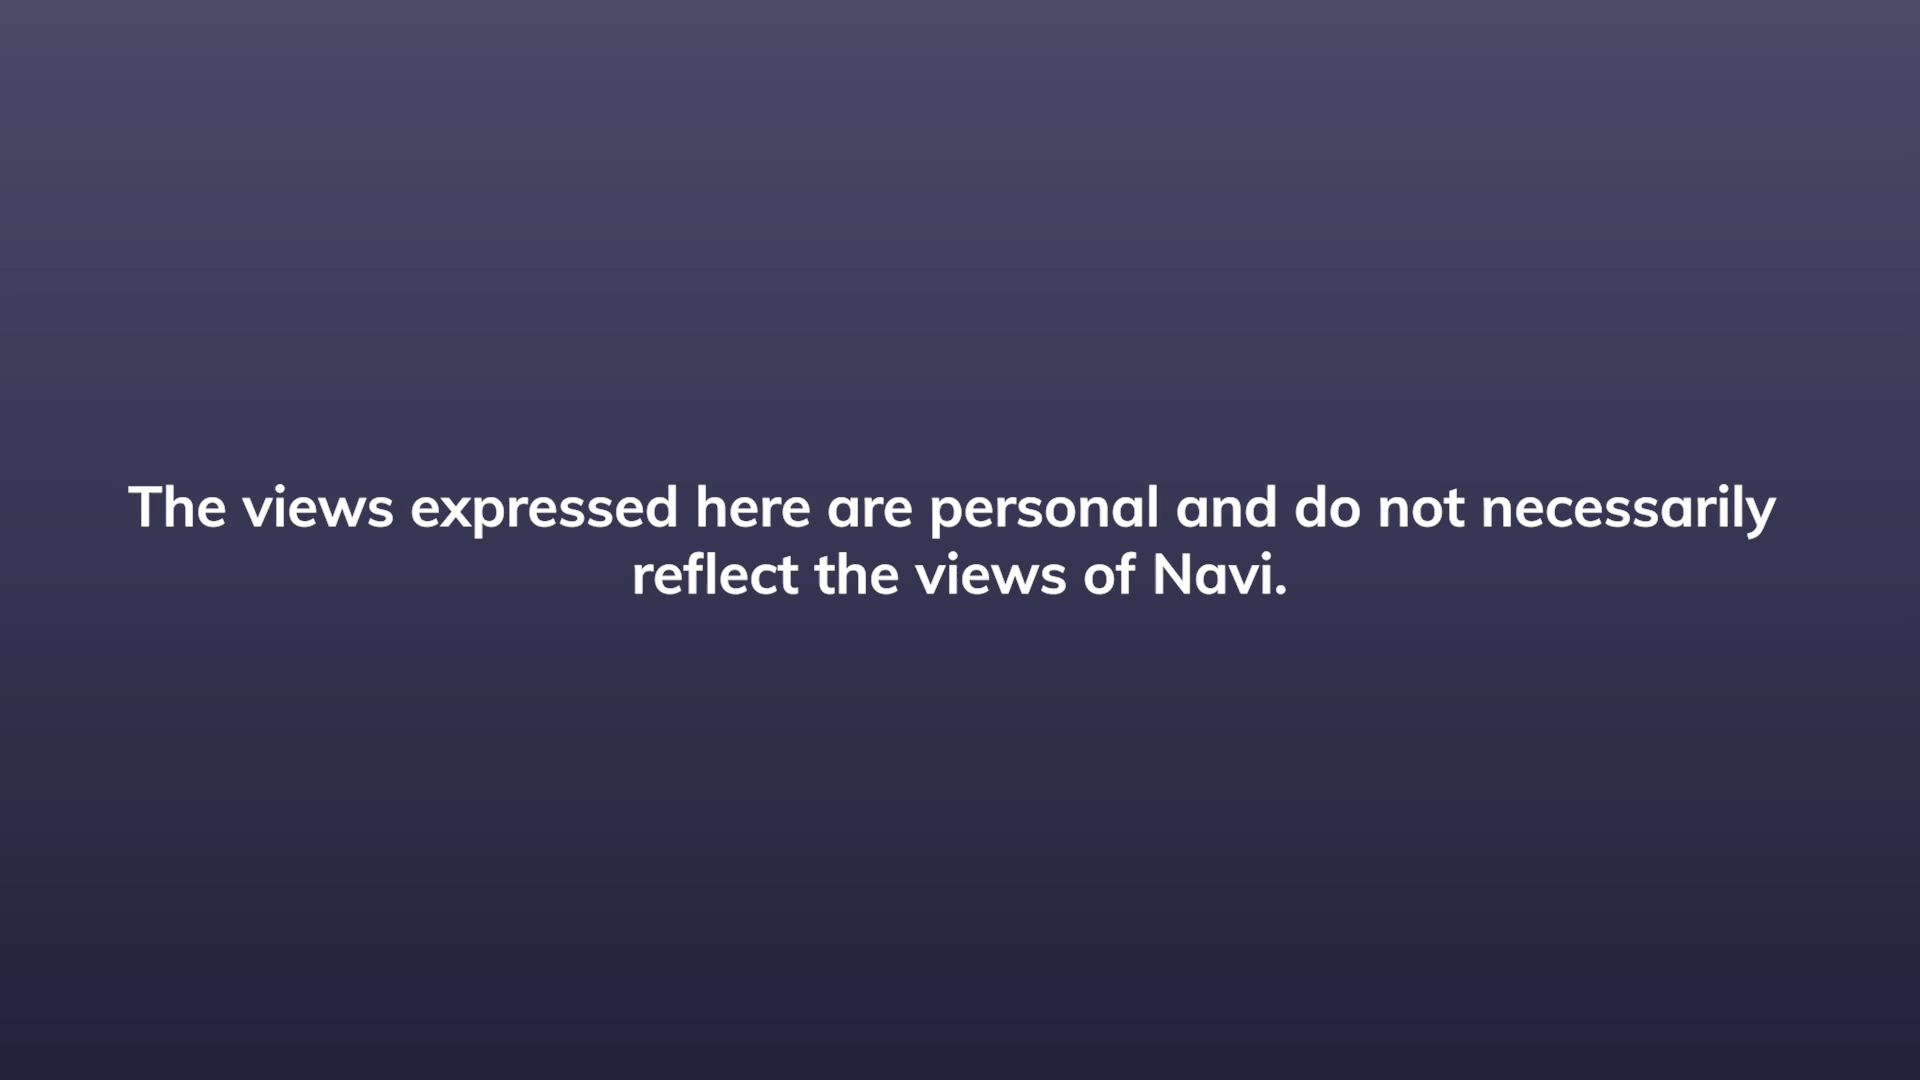 The views expressed here are personal and do not necessarily
reflect the views of Navi.